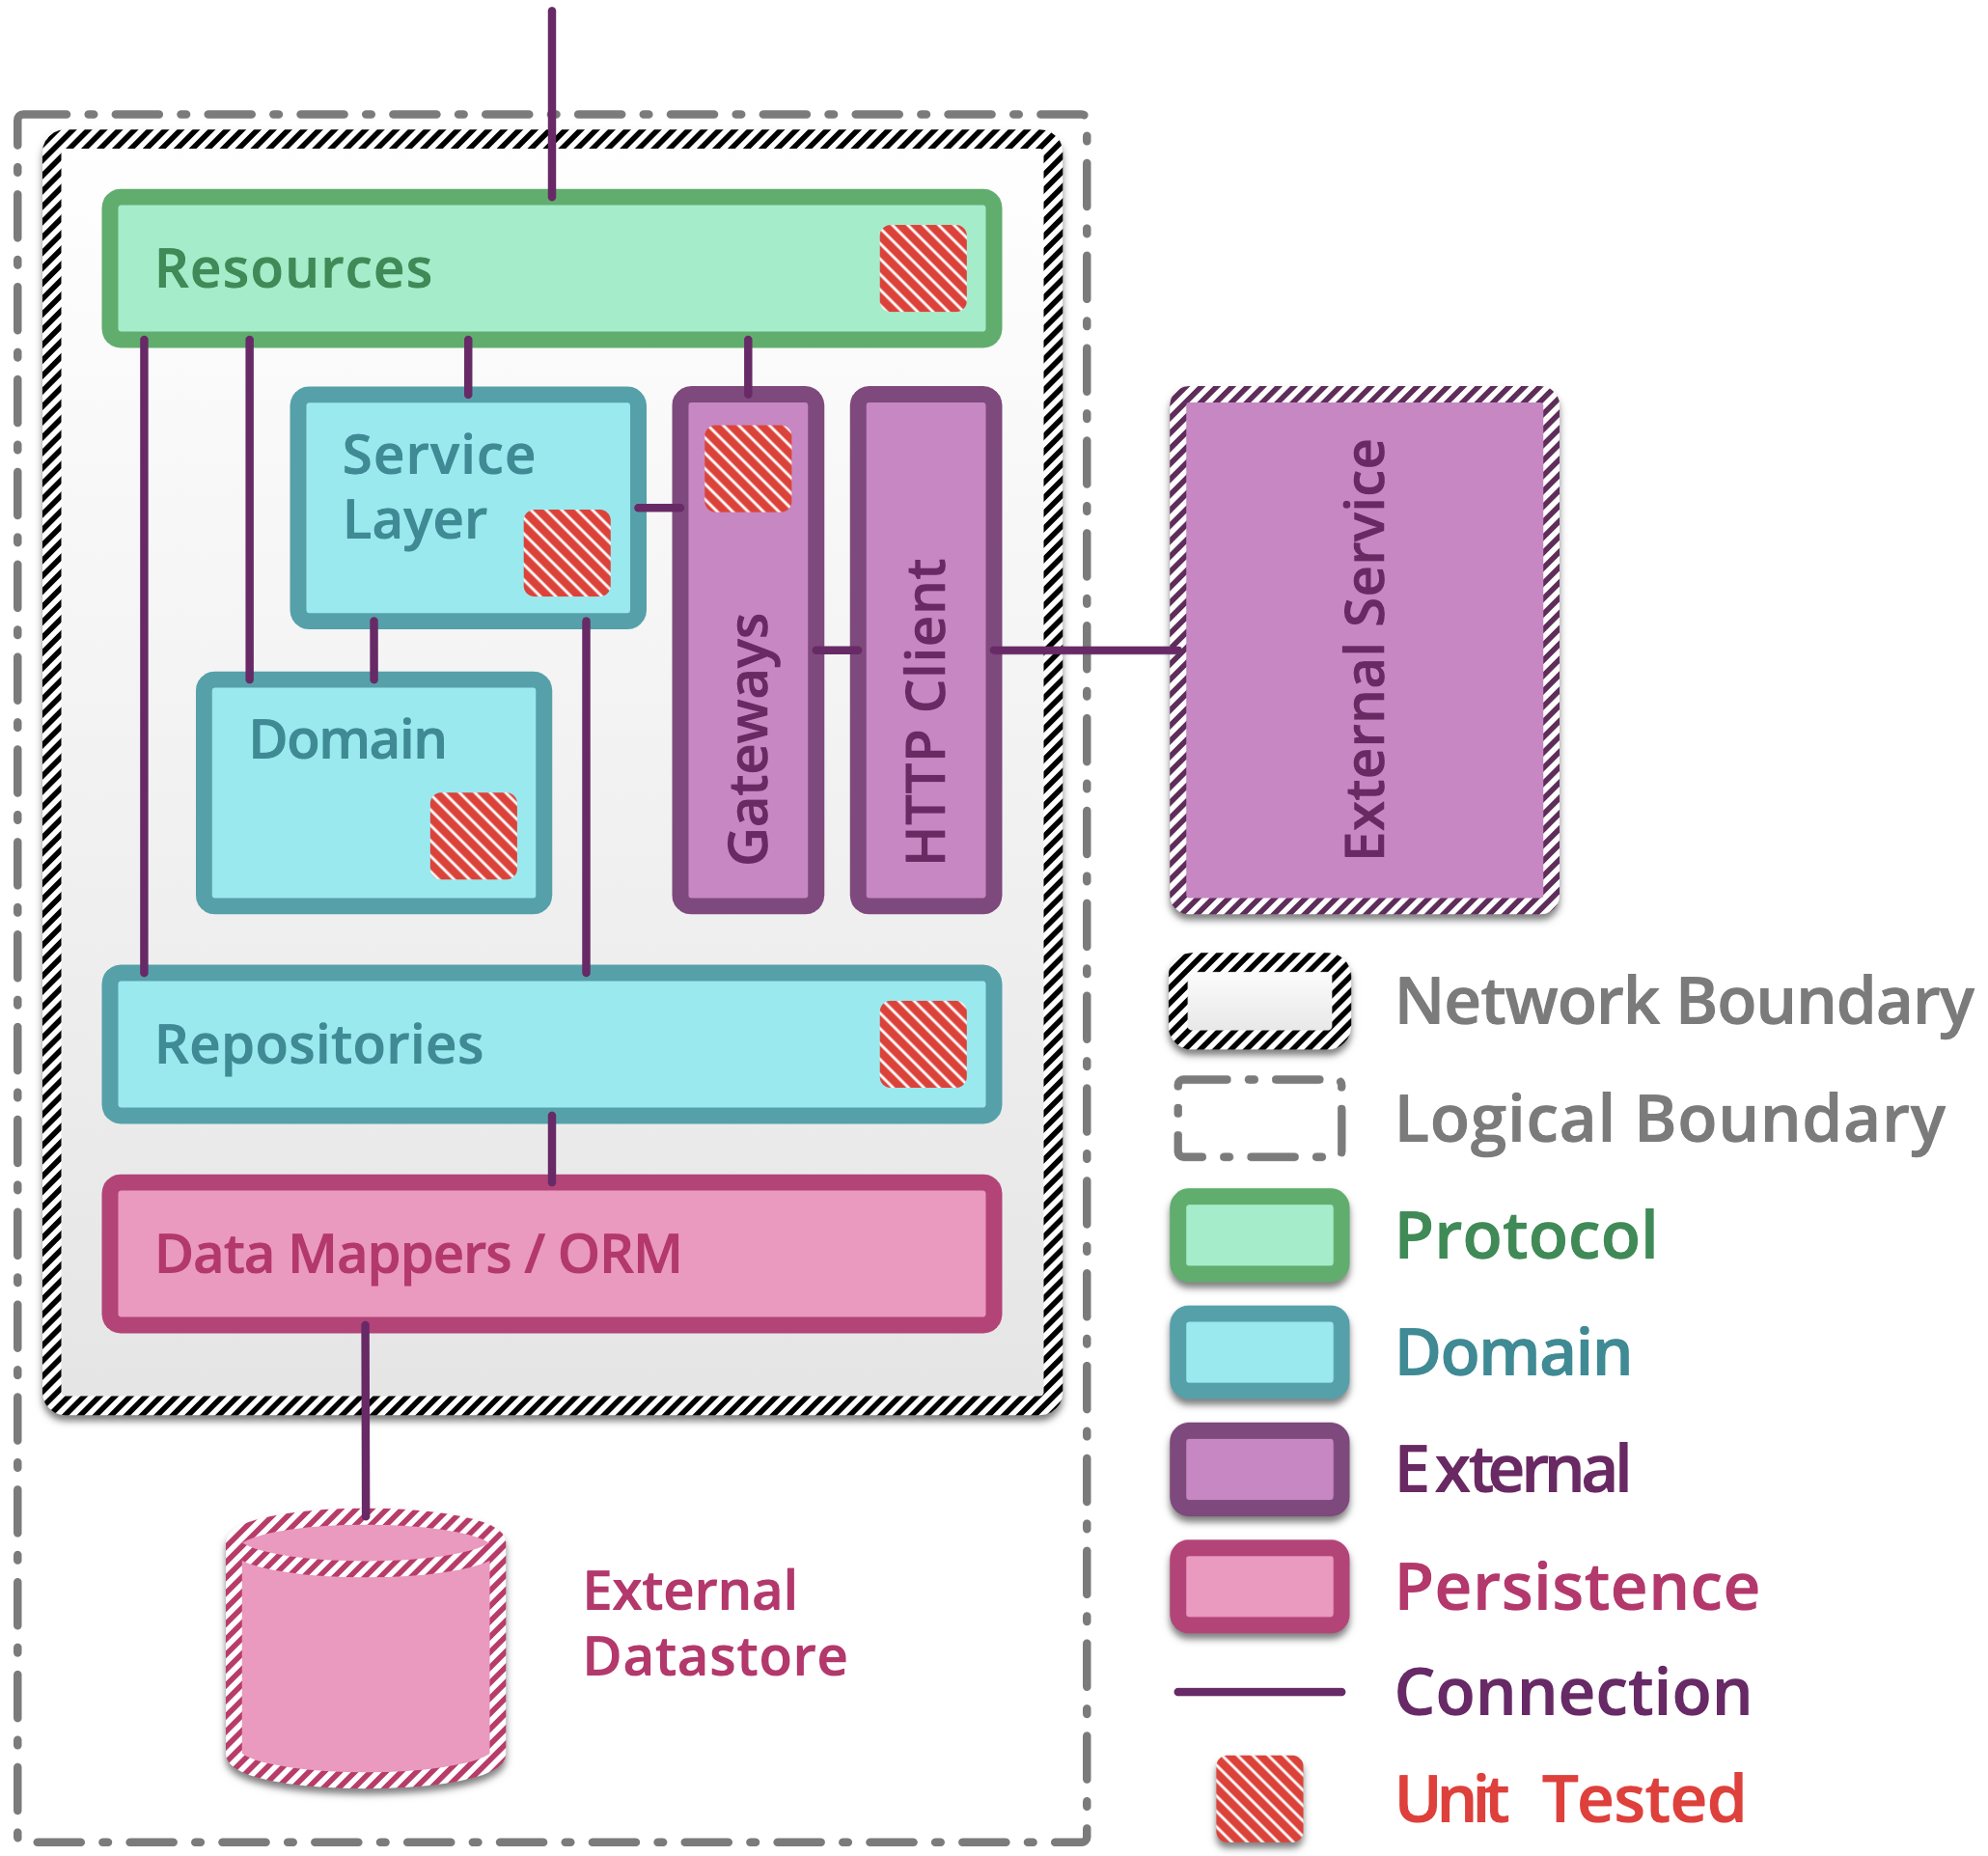 Resources
Service
Layer
Gateways
HTTP Client
External Service
Domain
Repositories
Data Mappers / ORM
External
Datastore
Network Boundary
Logical Boundary
Protocol
Domain
External
Persistence
Connection
Unit Tested